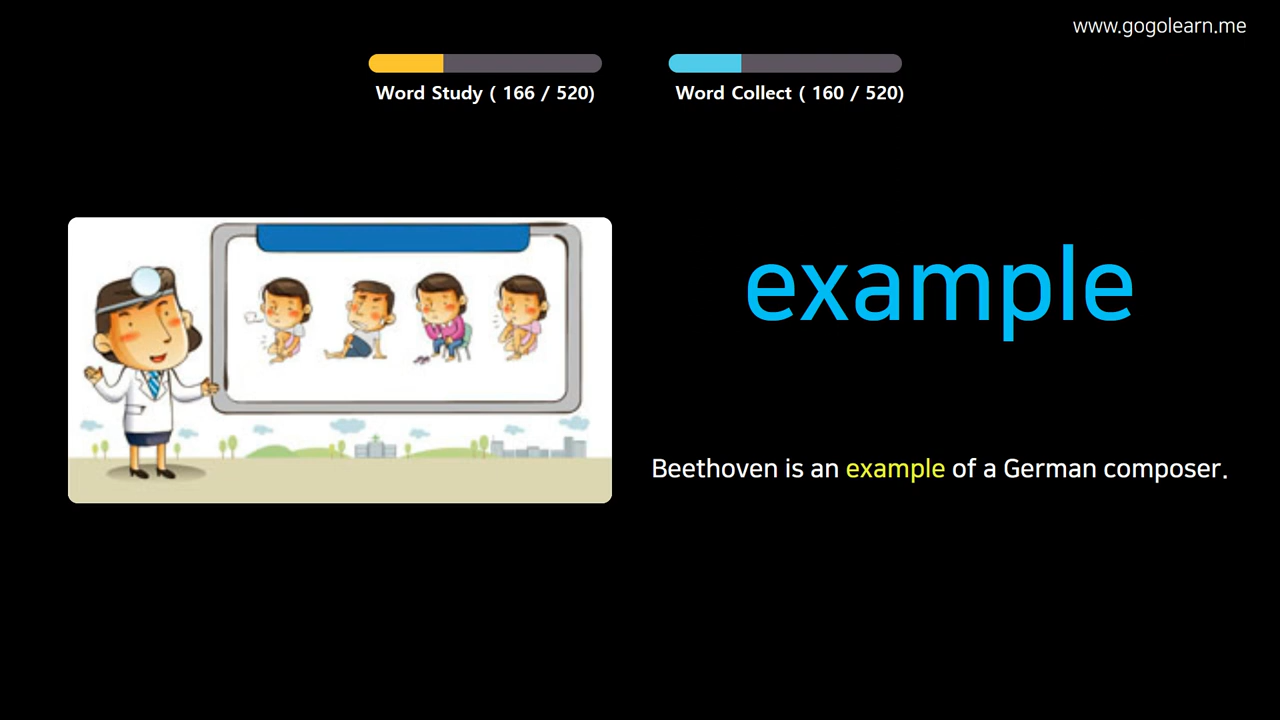 www.gogolearn.me
Word Study ( 166 / 520)
Word Collect ( 160 / 520)
example
Beethoven is an example of a German composer.